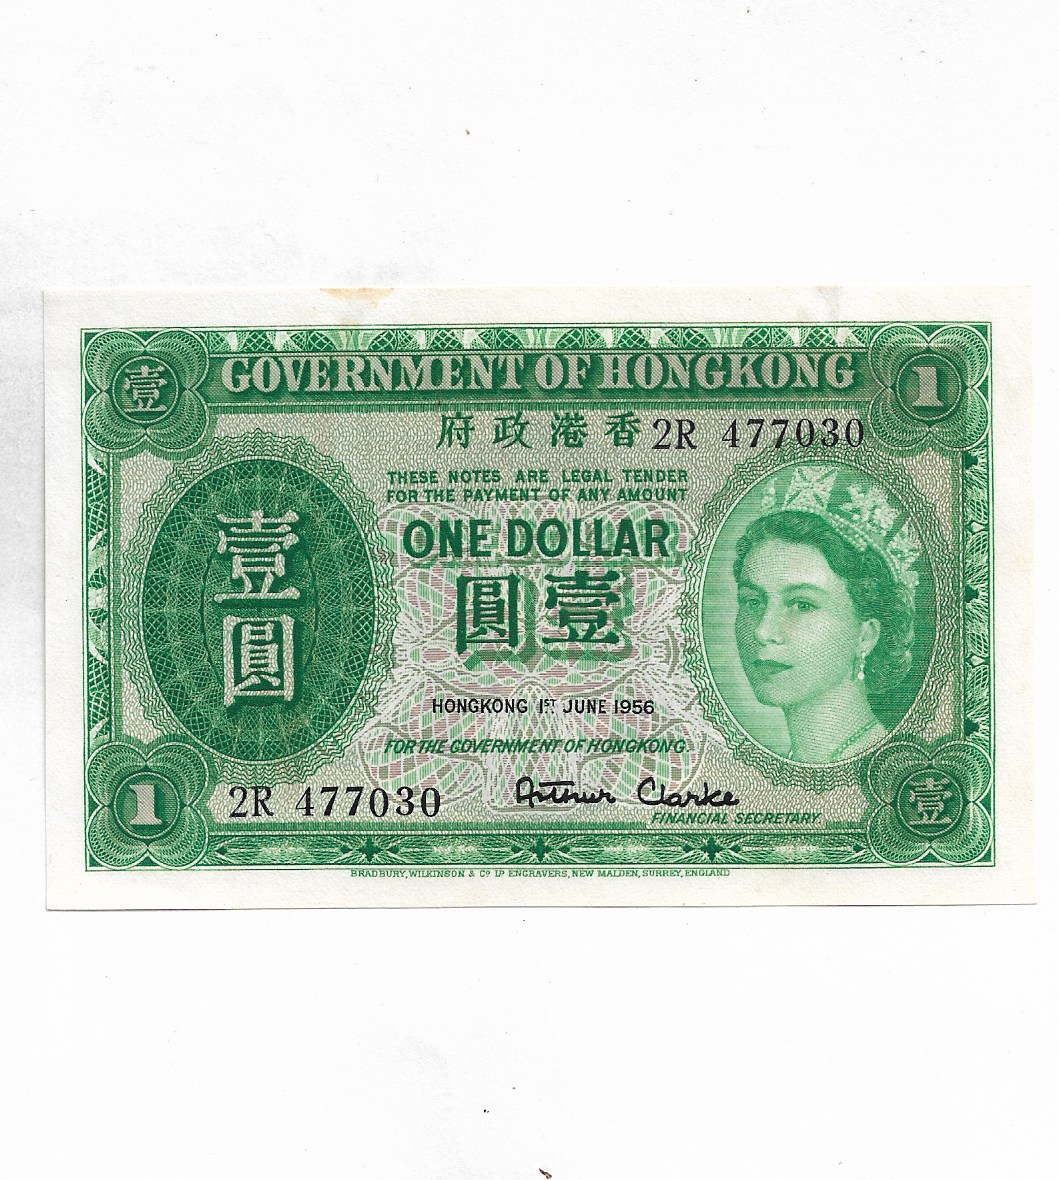 GOVERNMENT OF HONGKONG
壹
1
府政港香
2R 477030
THESE NOTES ARE LEGAL TENDER
FOR THE PAYMENT OF ANY AMOUNT
ONE DOLLAR
壹圓
圓壹
HONGKONG 1ST JUNE 1956
FOR THE GOVERNMENT OF HONGKONG.
1
2R 477030
Arthur Clarke
壹
FINANCIAL SECRETARY
BRADBURY, WILKINSON & Co LD ENGRAVERS, NEW MALDEN, SURREY, ENGLAND